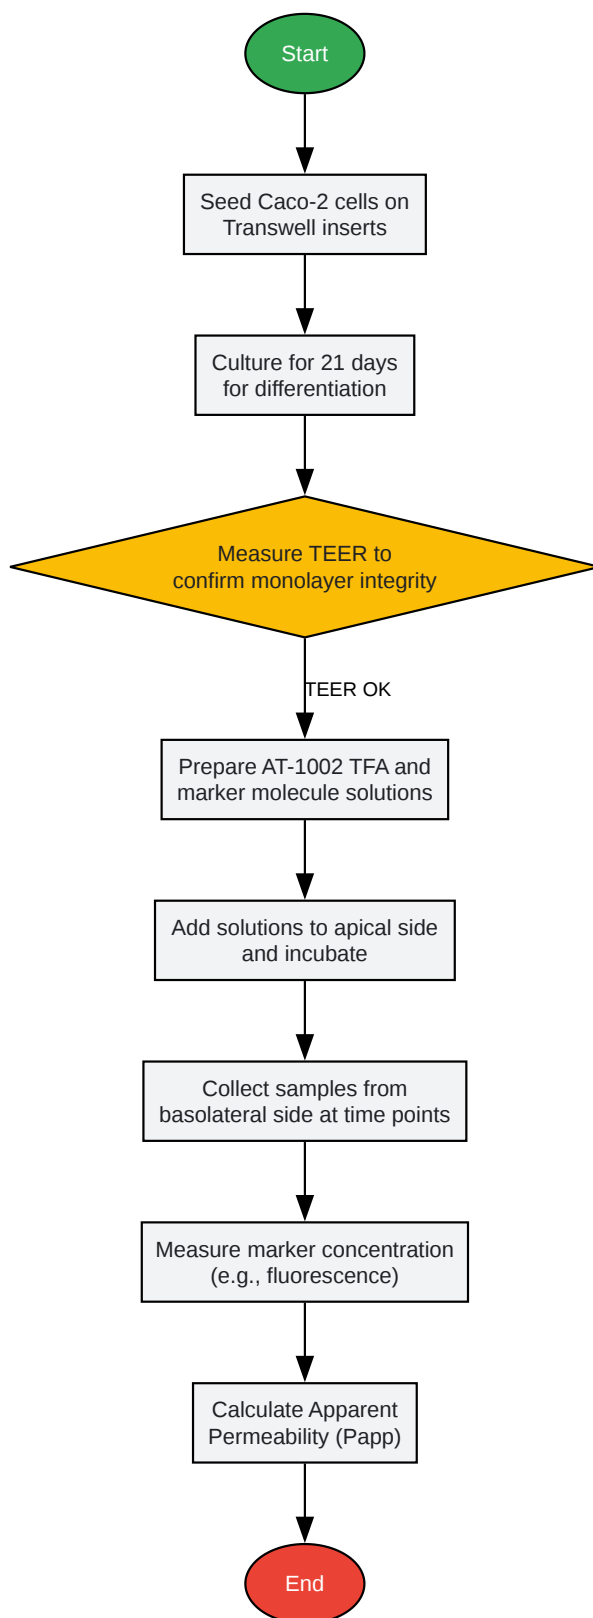 Start
Seed Caco-2 cells on
Transwell inserts
Culture for 21 days
for differentiation
Measure TEER to
confirm monolayer integrity
TEER OK
Prepare AT-1002 TFA and
marker molecule solutions
Add solutions to apical side
and incubate
Collect samples from
basolateral side at time points
Measure marker concentration
(e.g., fluorescence)
Calculate Apparent
Permeability (Papp)
End